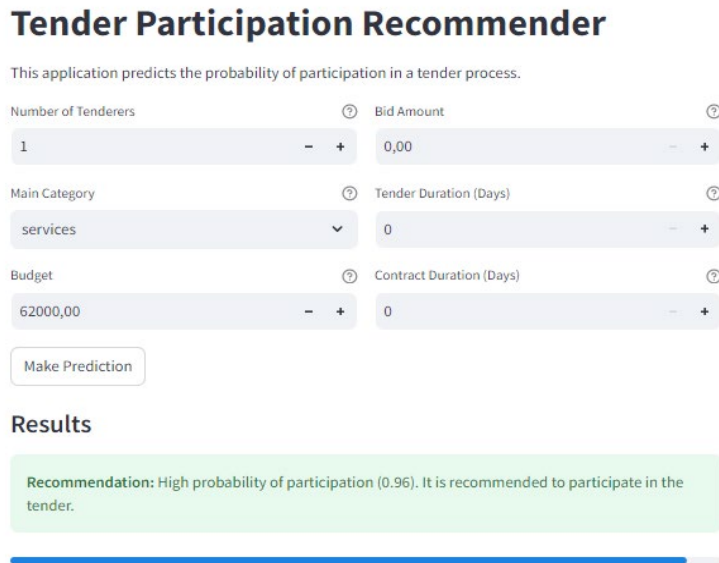 Tender Participation Recommender
This application predicts the probability of participation in a tender process.
Number of Tenderers
1
Bid Amount
0,00
Main Category
services
Tender Duration (Days)
0
Budget
62000,00
Contract Duration (Days)
0
Make Prediction
Results
Recommendation: High probability of participation (0.96). It is recommended to participate in the
tender.